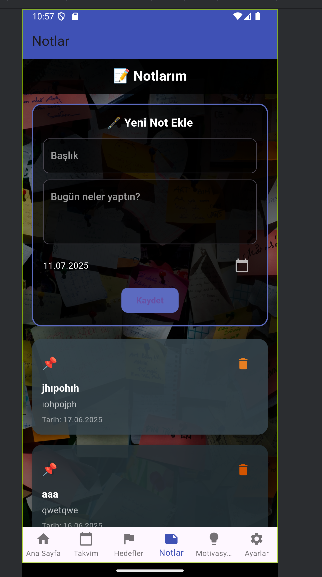 10:57
Notlar
📝 Notlarım
🖌️ Yeni Not Ekle
Başlık
Bugün neler yaptın?
11.07.2025
Kaydet
📌
jhıpohıh
iohpojph
Tarih: 17.06.2025
📌
aaa
qwetqwe
Tarih: 16.06.2025
Ana Sayfa Takvim Hedefler Notlar Motivasy... Ayarlar